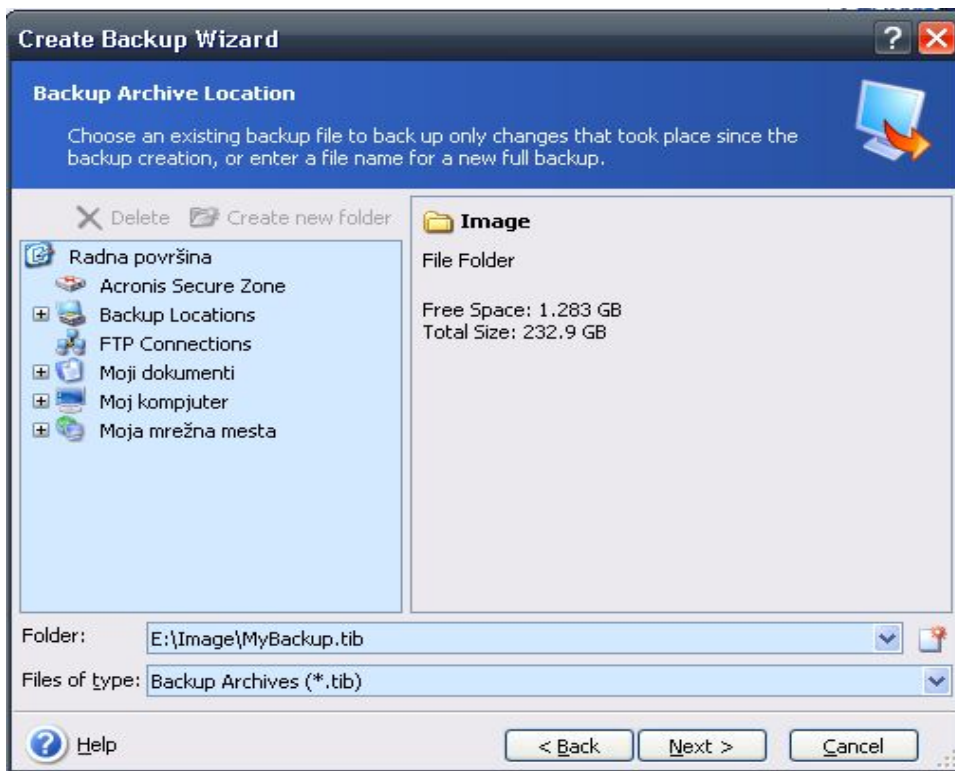 Create Backup Wizard
Backup Archive Location
Choose an existing backup file to back up only changes that took place since the
backup creation, or enter a file name for a new full backup.
Delete
Create new folder
Radna površina
Acronis Secure Zone
Backup Locations
FTP Connections
Moji dokumenti
Moj kompjuter
Moja mrežna mesta
Image
File Folder
Free Space: 1.283 GB
Total Size: 232.9 GB
Folder: E:\Image\MyBackup.tib
Files of type: Backup Archives (*.tib)
Help
< Back
Next >
Cancel